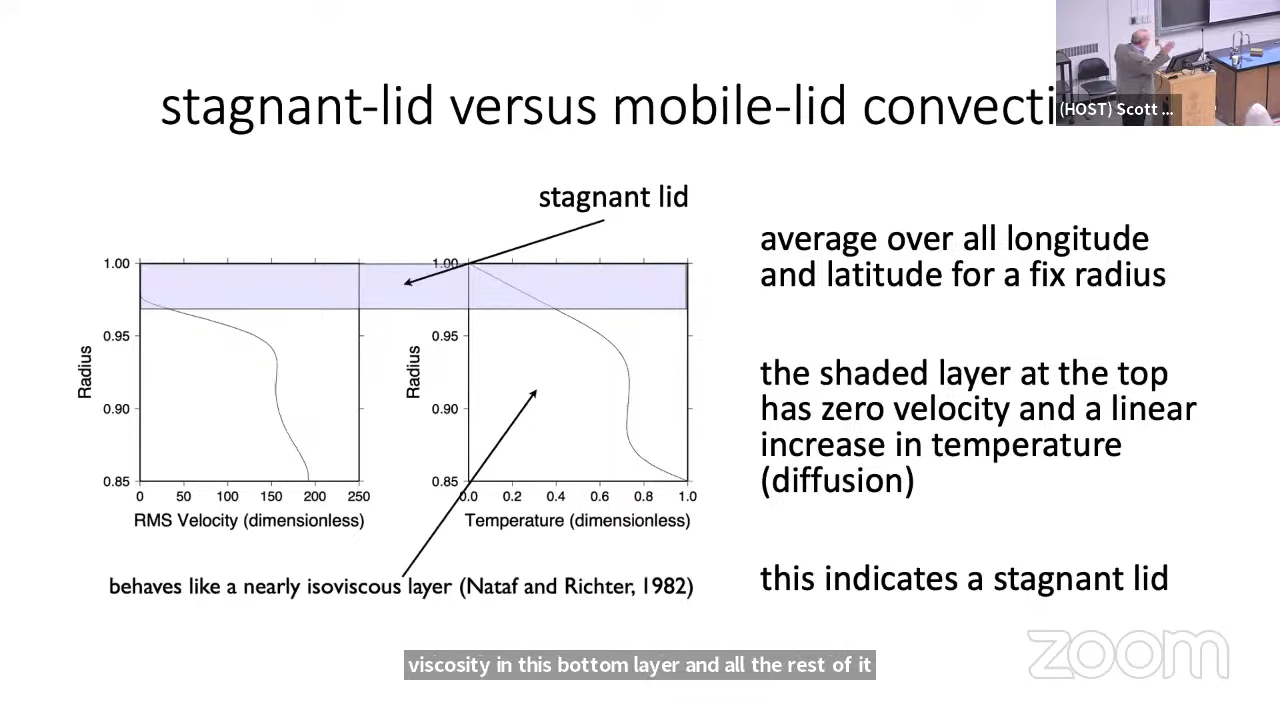 stagnant-lid versus mobile-lid convecti
(HOST) Scott ...
stagnant lid
average over all longitude
and latitude for a fix radius
the shaded layer at the top
has zero velocity and a linear
increase in temperature
(diffusion)
this indicates a stagnant lid
1.00
0.95
0.90
0.85
Radius
0 50 100 150 200 250
RMS Velocity (dimensionless)
1.00
0.95
0.90
0.85
Radius
0.0 0.2 0.4 0.6 0.8 1.0
Temperature (dimensionless)
behaves like a nearly isoviscous layer (Nataf and Richter, 1982)
viscosity in this bottom layer and all the rest of it
zoom